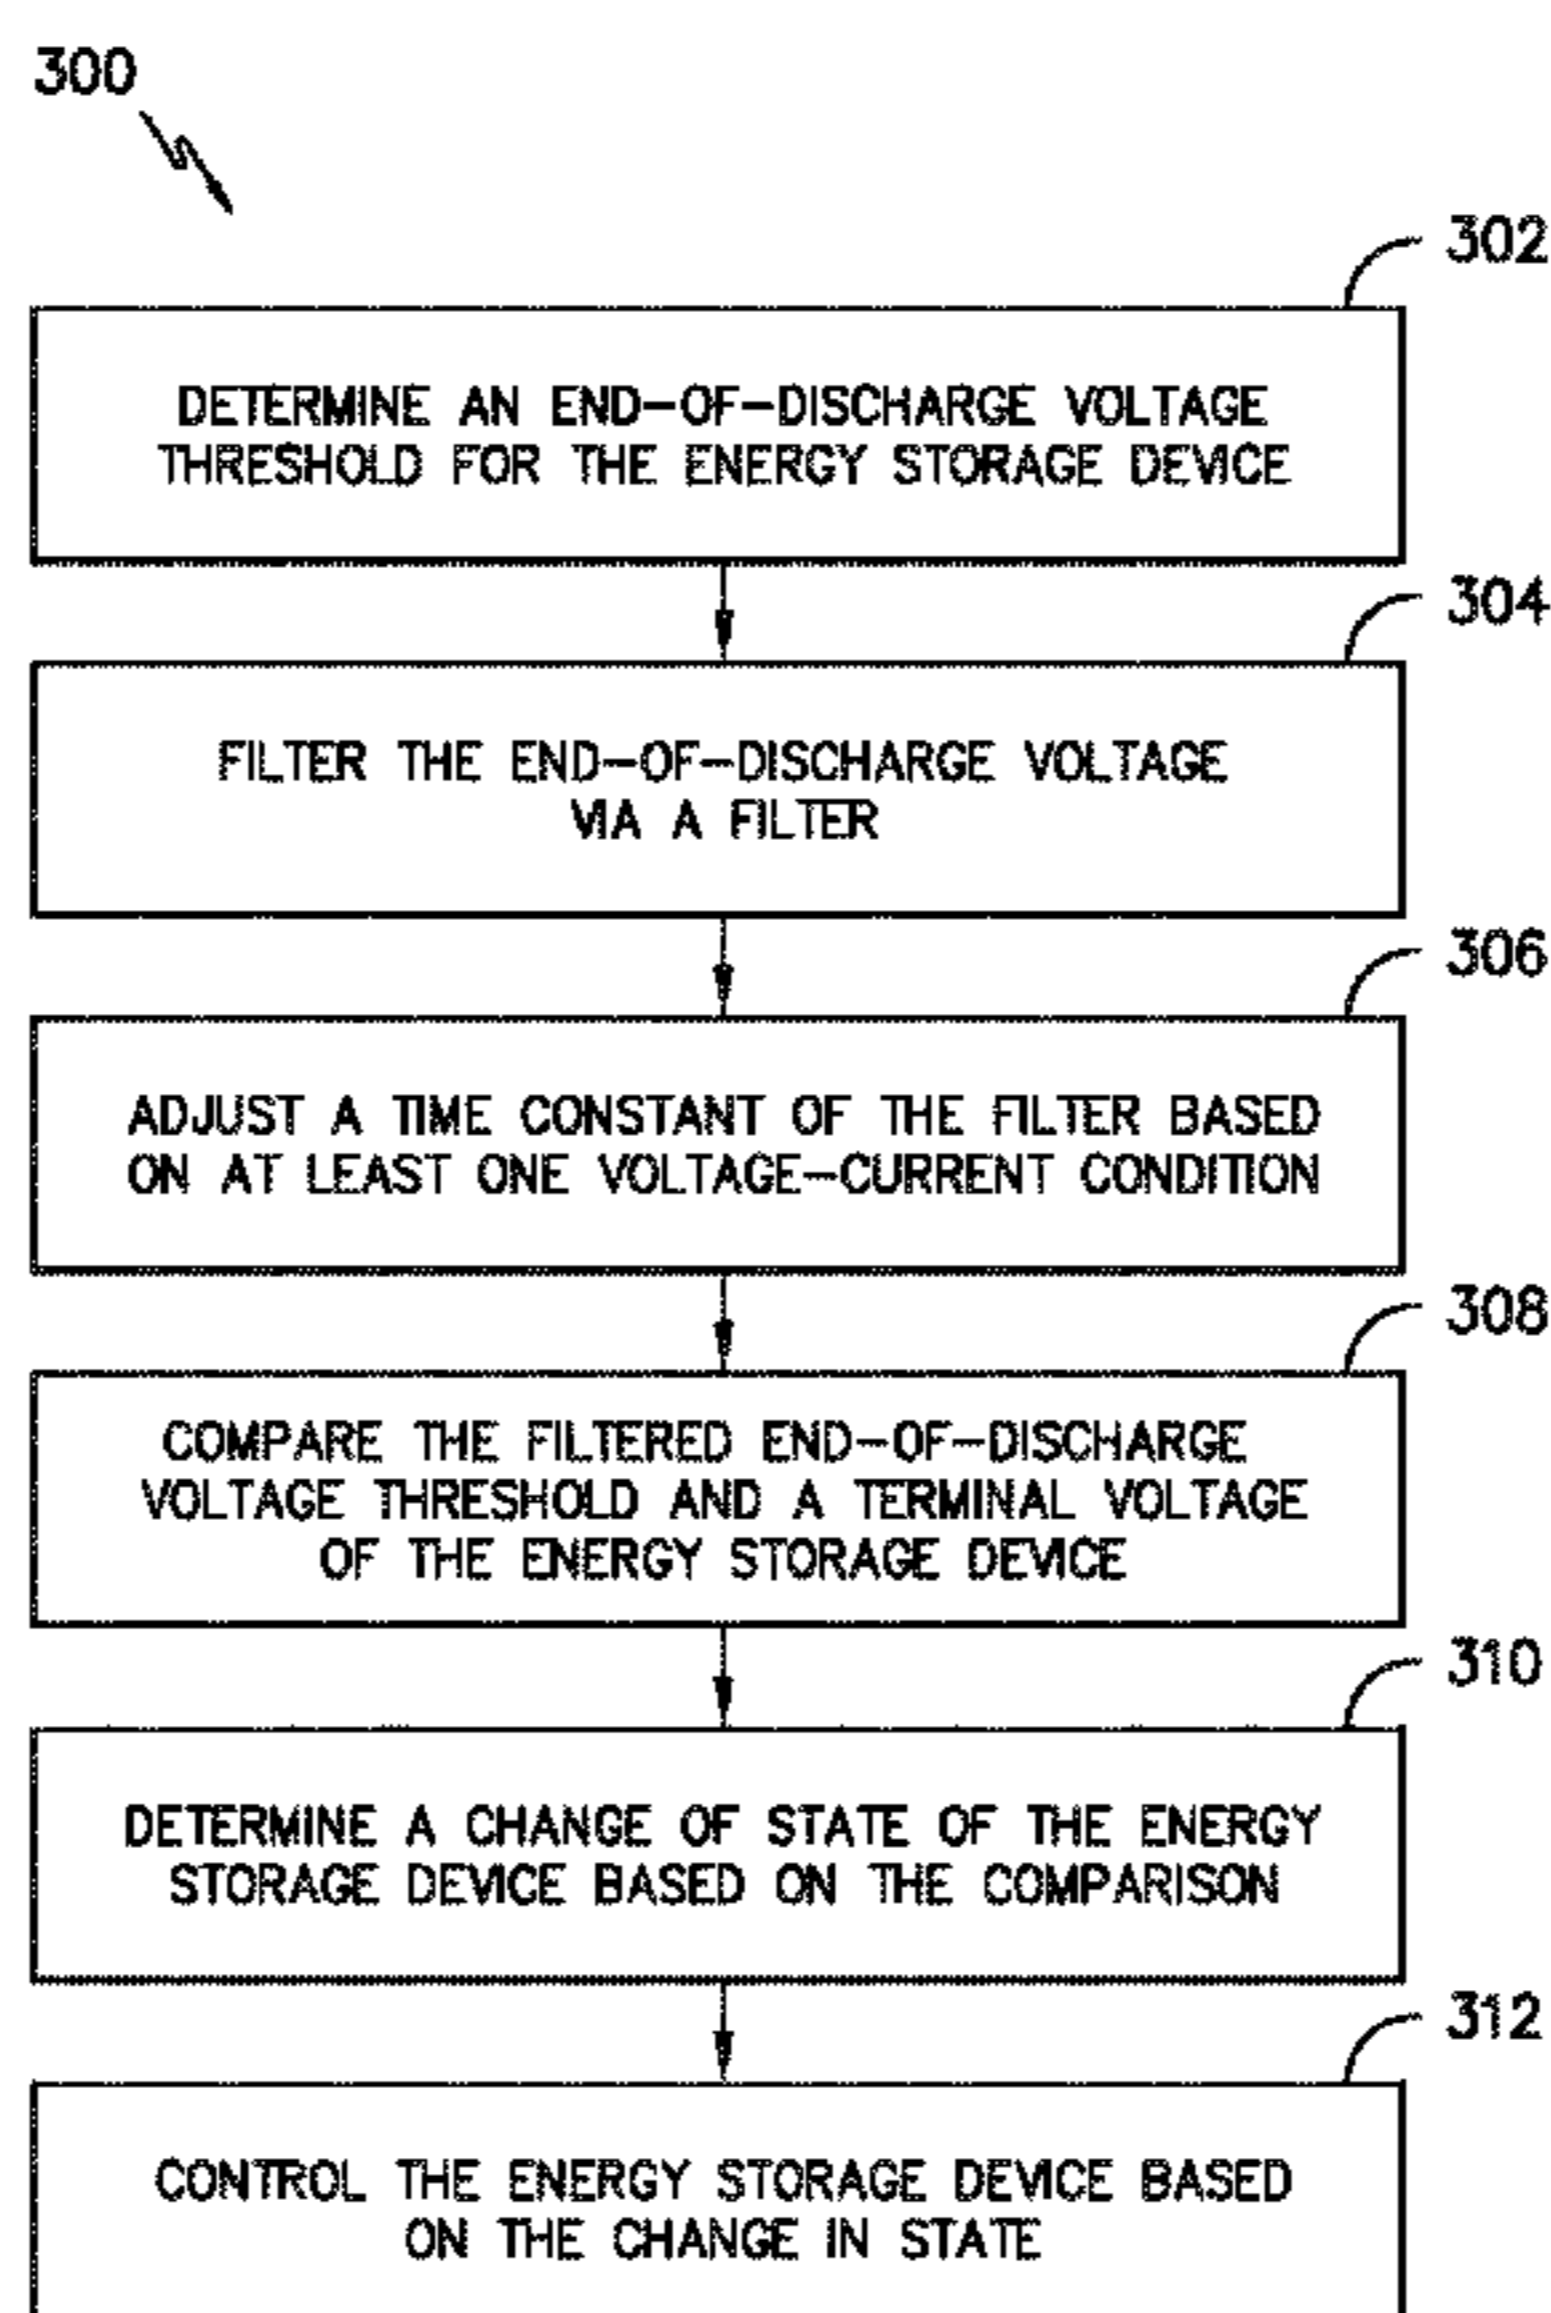 300
302
DETERMINE AN END-OF-DISCHARGE VOLTAGE
THRESHOLD FOR THE ENERGY STORAGE DEVICE
304
FILTER THE END-OF-DISCHARGE VOLTAGE
VIA A FILTER
306
ADJUST A TIME CONSTANT OF THE FILTER BASED
ON AT LEAST ONE VOLTAGE-CURRENT CONDITION
308
COMPARE THE FILTERED END-OF-DISCHARGE
VOLTAGE THRESHOLD AND A TERMINAL VOLTAGE
OF THE ENERGY STORAGE DEVICE
310
DETERMINE A CHANGE OF STATE OF THE ENERGY
STORAGE DEVICE BASED ON THE COMPARISON
312
CONTROL THE ENERGY STORAGE DEVICE BASED
ON THE CHANGE IN STATE